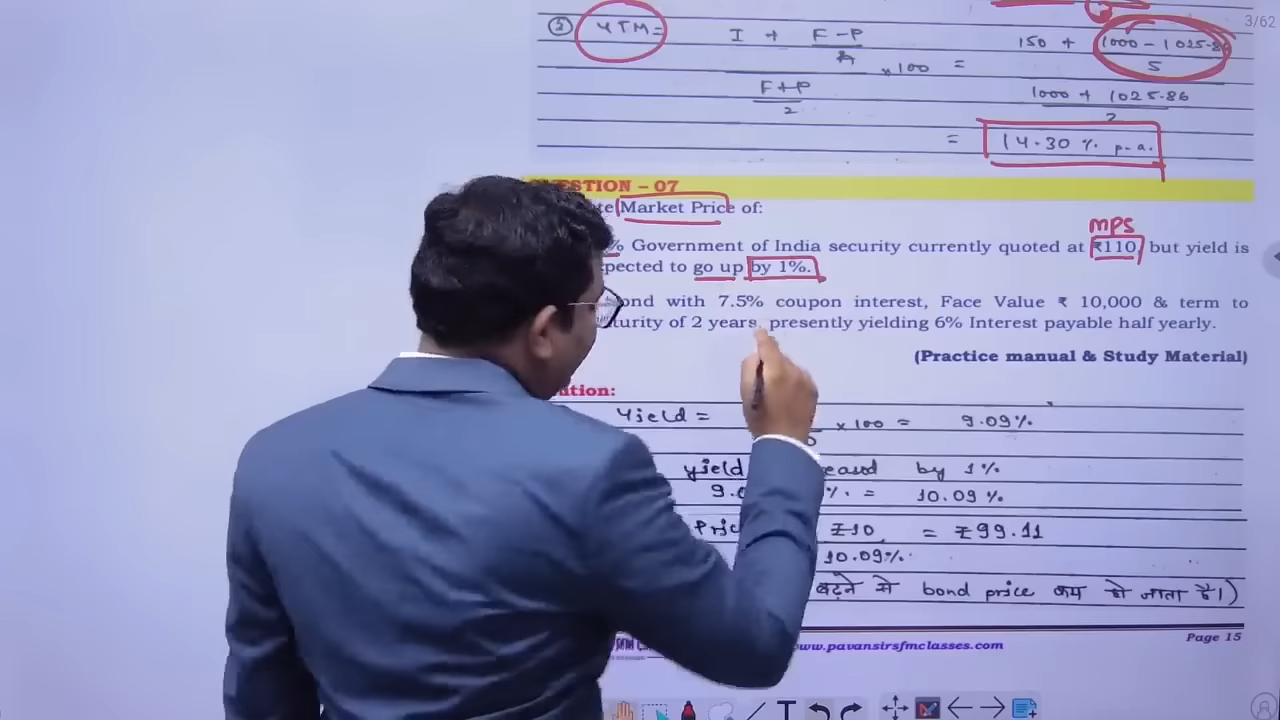 3/62
② YTM = I + F-P 150 + 1000 - 1025.86
n ×100 = 5
F+P 1000 + 1025.86
2 2
= 14.30 % p.a.
QUESTION – 07
Market Price of:
MPS
% Government of India security currently quoted at ₹110, but yield is
expected to go up by 1%.
bond with 7.5% coupon interest, Face Value ₹ 10,000 & term to
maturity of 2 years, presently yielding 6% Interest payable half yearly.
(Practice manual & Study Material)
Solution:
Yield = ×100 = 9.09%
yield by 1%
% = 10.09 %
₹10 = ₹99.11
10.09%
बढ़ने से bond price कम हो जाता है।)
www.pavansirsfmclasses.com
Page 15
T